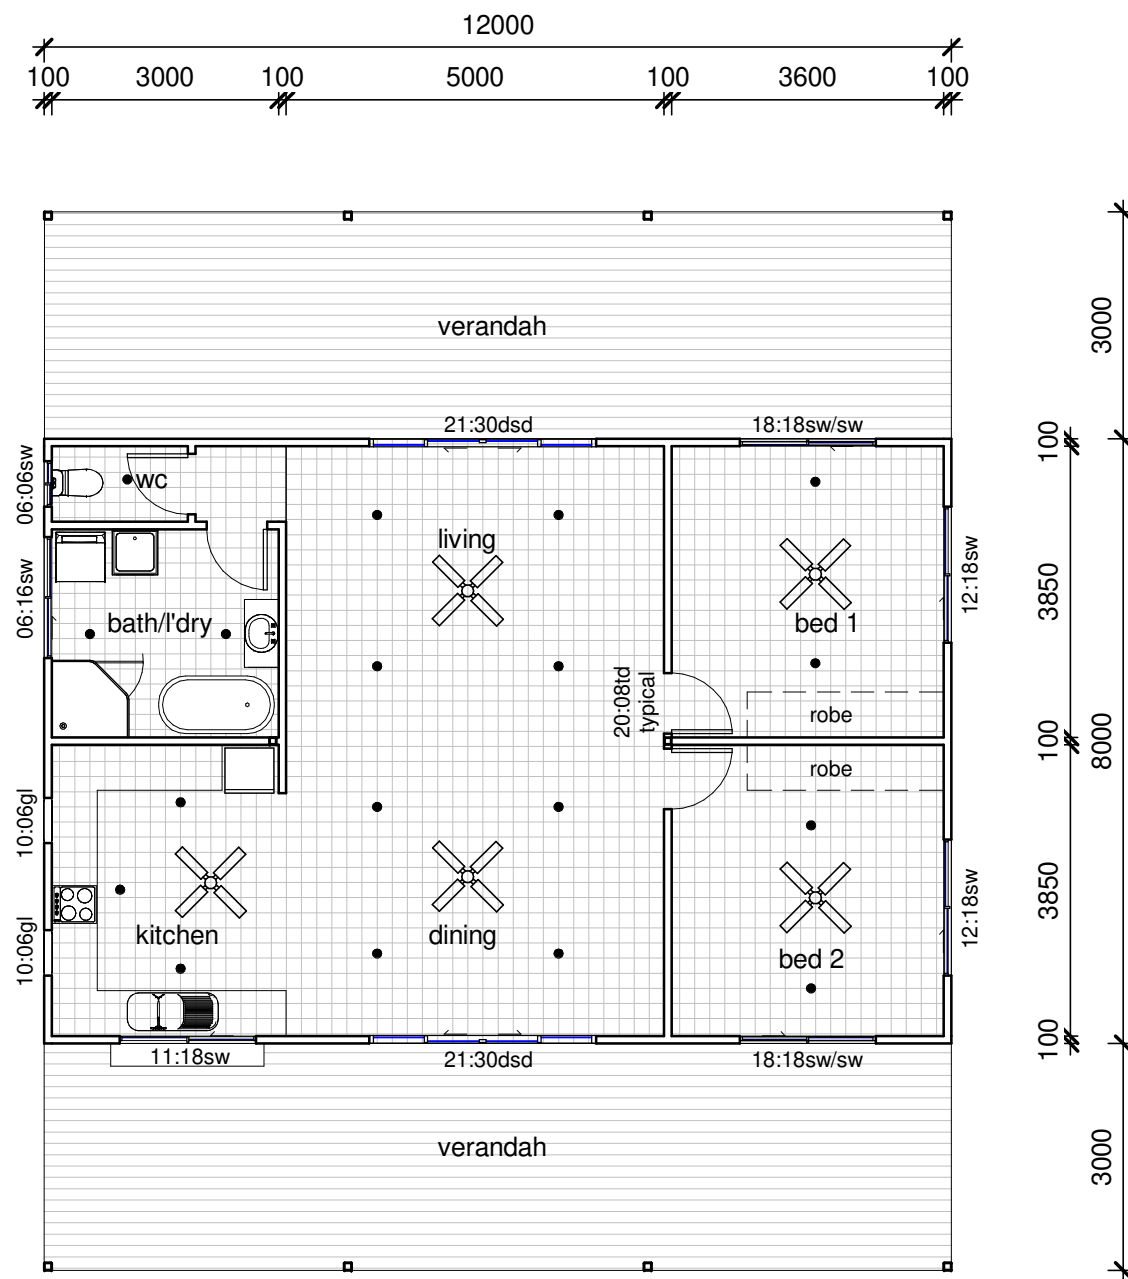 12000
100 3000 100 5000 100 3600 100
verandah
3000
21:30dsd 18:18sw/sw
100
06:06sw
wc
living
12:18sw
06:16sw
bath/l'dry
bed 1
3850
20:08td
typical
robe
100
8000
robe
10:06gl
12:18sw
3850
10:06gl
kitchen
dining
bed 2
100
11:18sw
21:30dsd
18:18sw/sw
verandah
3000